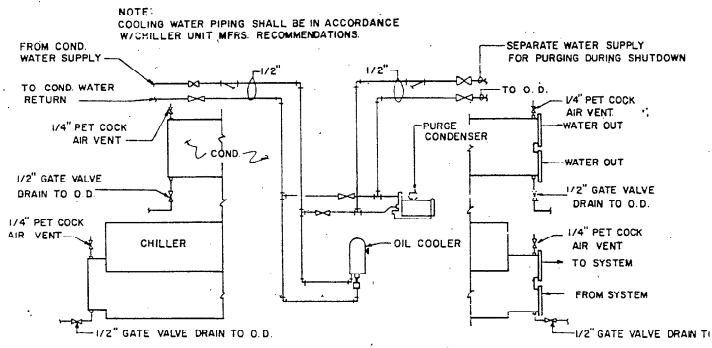 NOTE:
COOLING WATER PIPING SHALL BE IN ACCORDANCE
W/CHILLER UNIT MFRS. RECOMMENDATIONS.
FROM COND.
WATER SUPPLY
TO COND. WATER
RETURN
1/2"
1/2"
SEPARATE WATER SUPPLY
FOR PURGING DURING SHUTDOWN
TO O.D.
1/4" PET COCK
AIR VENT
COND.
PURGE
CONDENSER
1/4" PET COCK
AIR VENT
WATER OUT
WATER OUT
1/2" GATE VALVE
DRAIN TO O.D.
1/2" GATE VALVE
DRAIN TO O.D.
1/4" PET COCK
AIR VENT
CHILLER
OIL COOLER
1/4" PET COCK
AIR VENT
TO SYSTEM
FROM SYSTEM
1/2" GATE VALVE DRAIN TO O.D.
1/2" GATE VALVE DRAIN T